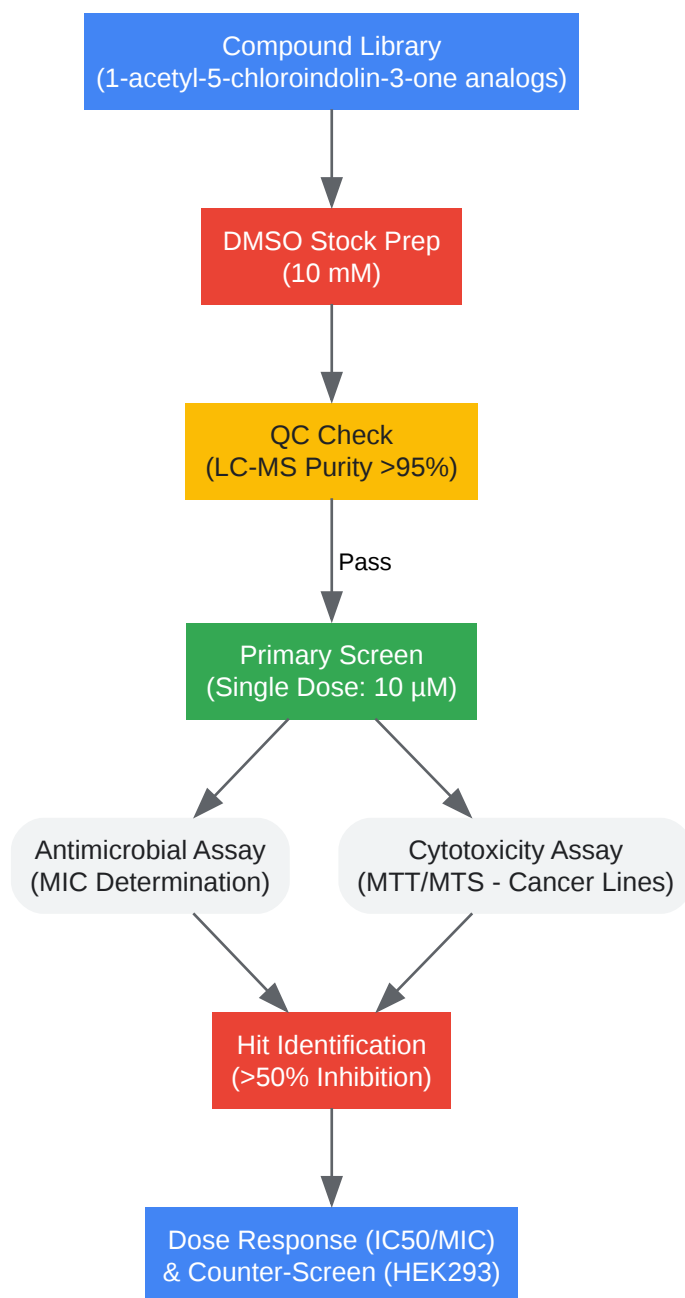 Compound Library
(1-acetyl-5-chloroindolin-3-one analogs)
DMSO Stock Prep
(10 mM)
QC Check
(LC-MS Purity >95%)
Pass
Primary Screen
(Single Dose: 10 µM)
Antimicrobial Assay
(MIC Determination)
Cytotoxicity Assay
(MTT/MTS - Cancer Lines)
Hit Identification
(>50% Inhibition)
Dose Response (IC50/MIC)
& Counter-Screen (HEK293)